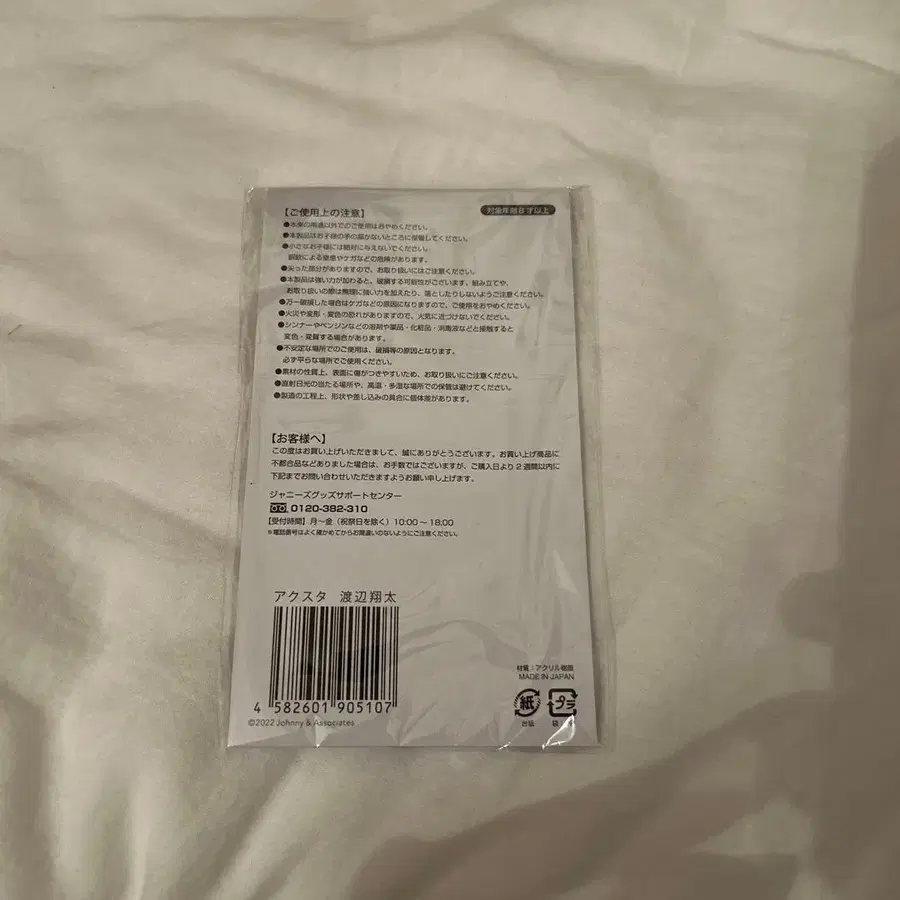 【ご使用上の注意】
対象年齢8才以上
●本来の用途以外でのご使用はおやめください。
●本製品はお子様の手の届かないところに保管してください。
●小さなお子様には絶対に与えないでください。
誤飲による窒息やケガなどの危険があります。
●尖った部分がありますので、お取り扱いにはご注意ください。
●本製品は強い力が加わると、破損する可能性がございます。組み立てや、
お取り扱いの際は無理に強い力を加えたり、落としたりしないようご注意ください。
●万一破損した場合はケガなどの原因になりますので、ご使用をおやめください。
●火災や変形・変色の恐れがありますので、火気に近づけないでください。
●シンナーやベンジンなどの溶剤や薬品・化粧品・消毒液などと接触すると
変色・変質する場合があります。
●不安定な場所でのご使用は、破損等の原因となります。
必ず平らな場所でご使用ください。
●素材の性質上、表面に傷がつきやすいため、お取り扱いにご注意ください。
●直射日光の当たる場所や、高温・多湿な場所での保管は避けてください。
●製造の工程上、形状や差し込みの具合に個体差があります。
【お客様へ】
この度はお買い上げいただきまして、誠にありがとうございます。お買い上げ商品に
不都合品などありました場合は、お手数ではございますが、ご購入日より2週間以内に
下記までお問い合わせいただきますようお願い申し上げます。
ジャニーズグッズサポートセンター
0120-382-310
【受付時間】月～金（祝祭日を除く）10:00～18:00
※電話番号はよく確かめてからお間違いのないようにご注意ください。
アクスタ 渡辺翔太
4 582601 905107
©2022 Johnny & Associates
材質：アクリル樹脂
MADE IN JAPAN
紙 プラ
台紙 袋